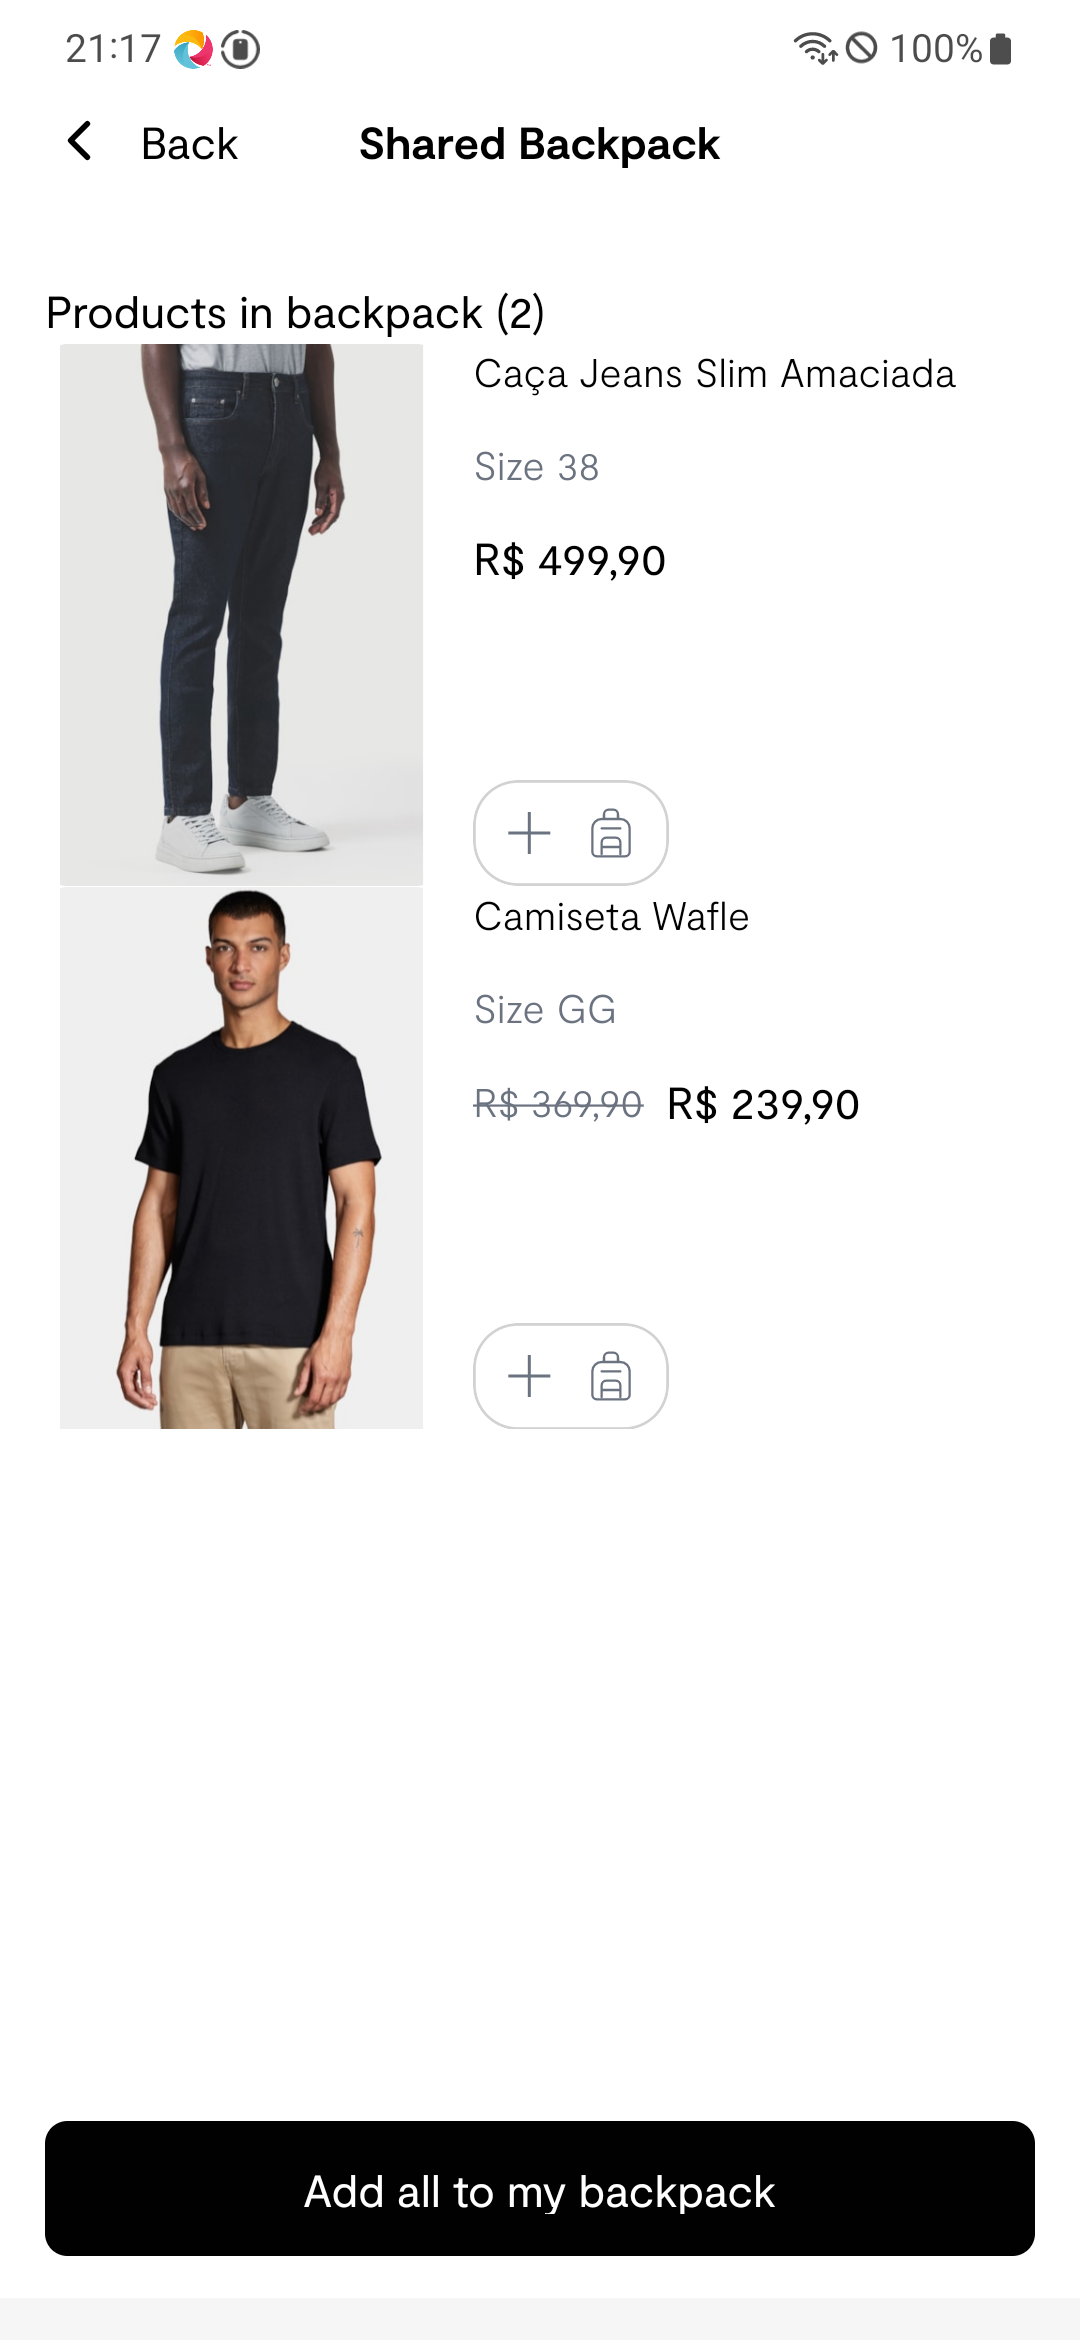 21:17
100%
Back
Shared Backpack
Products in backpack (2)
Caça Jeans Slim Amaciada
Size 38
R$ 499,90
Camiseta Wafle
Size GG
R$ 369,90 R$ 239,90
Add all to my backpack